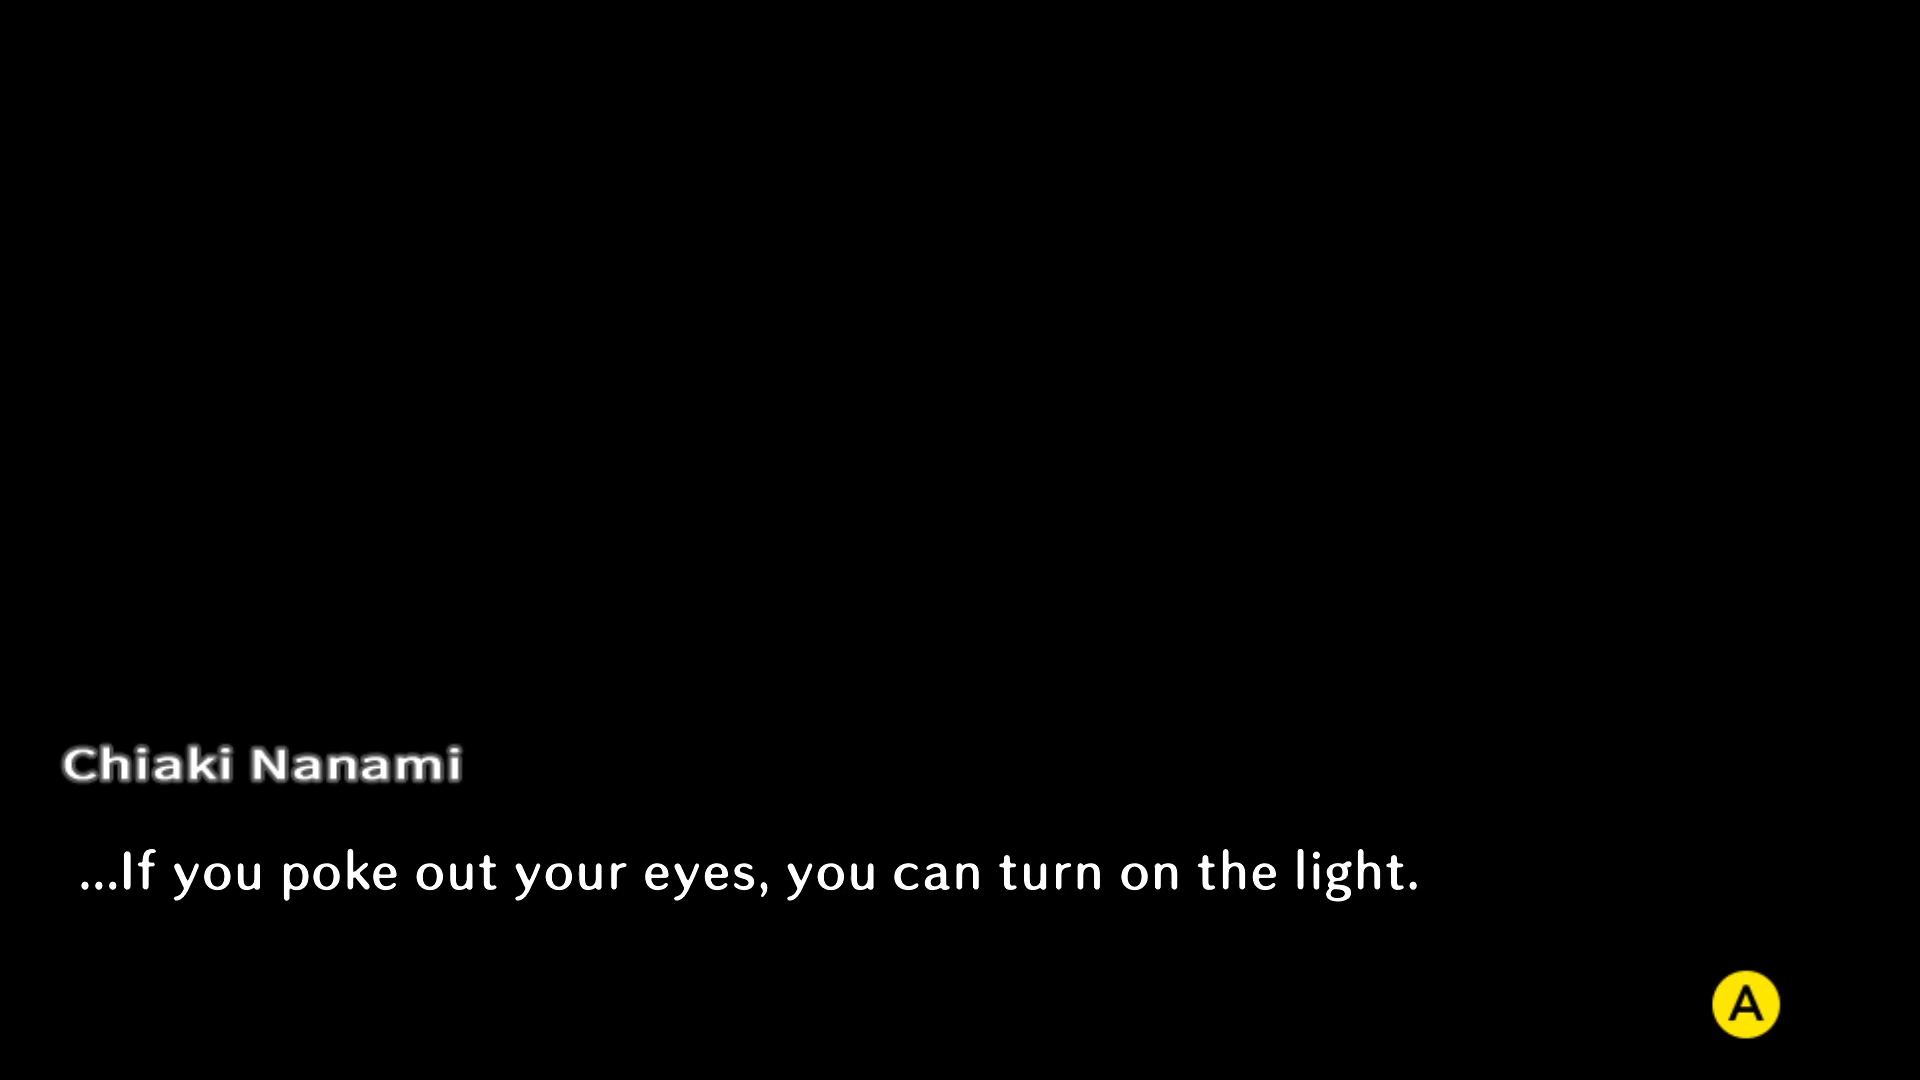 Chiaki Nanami
...If you poke out your eyes, you can turn on the light.
A